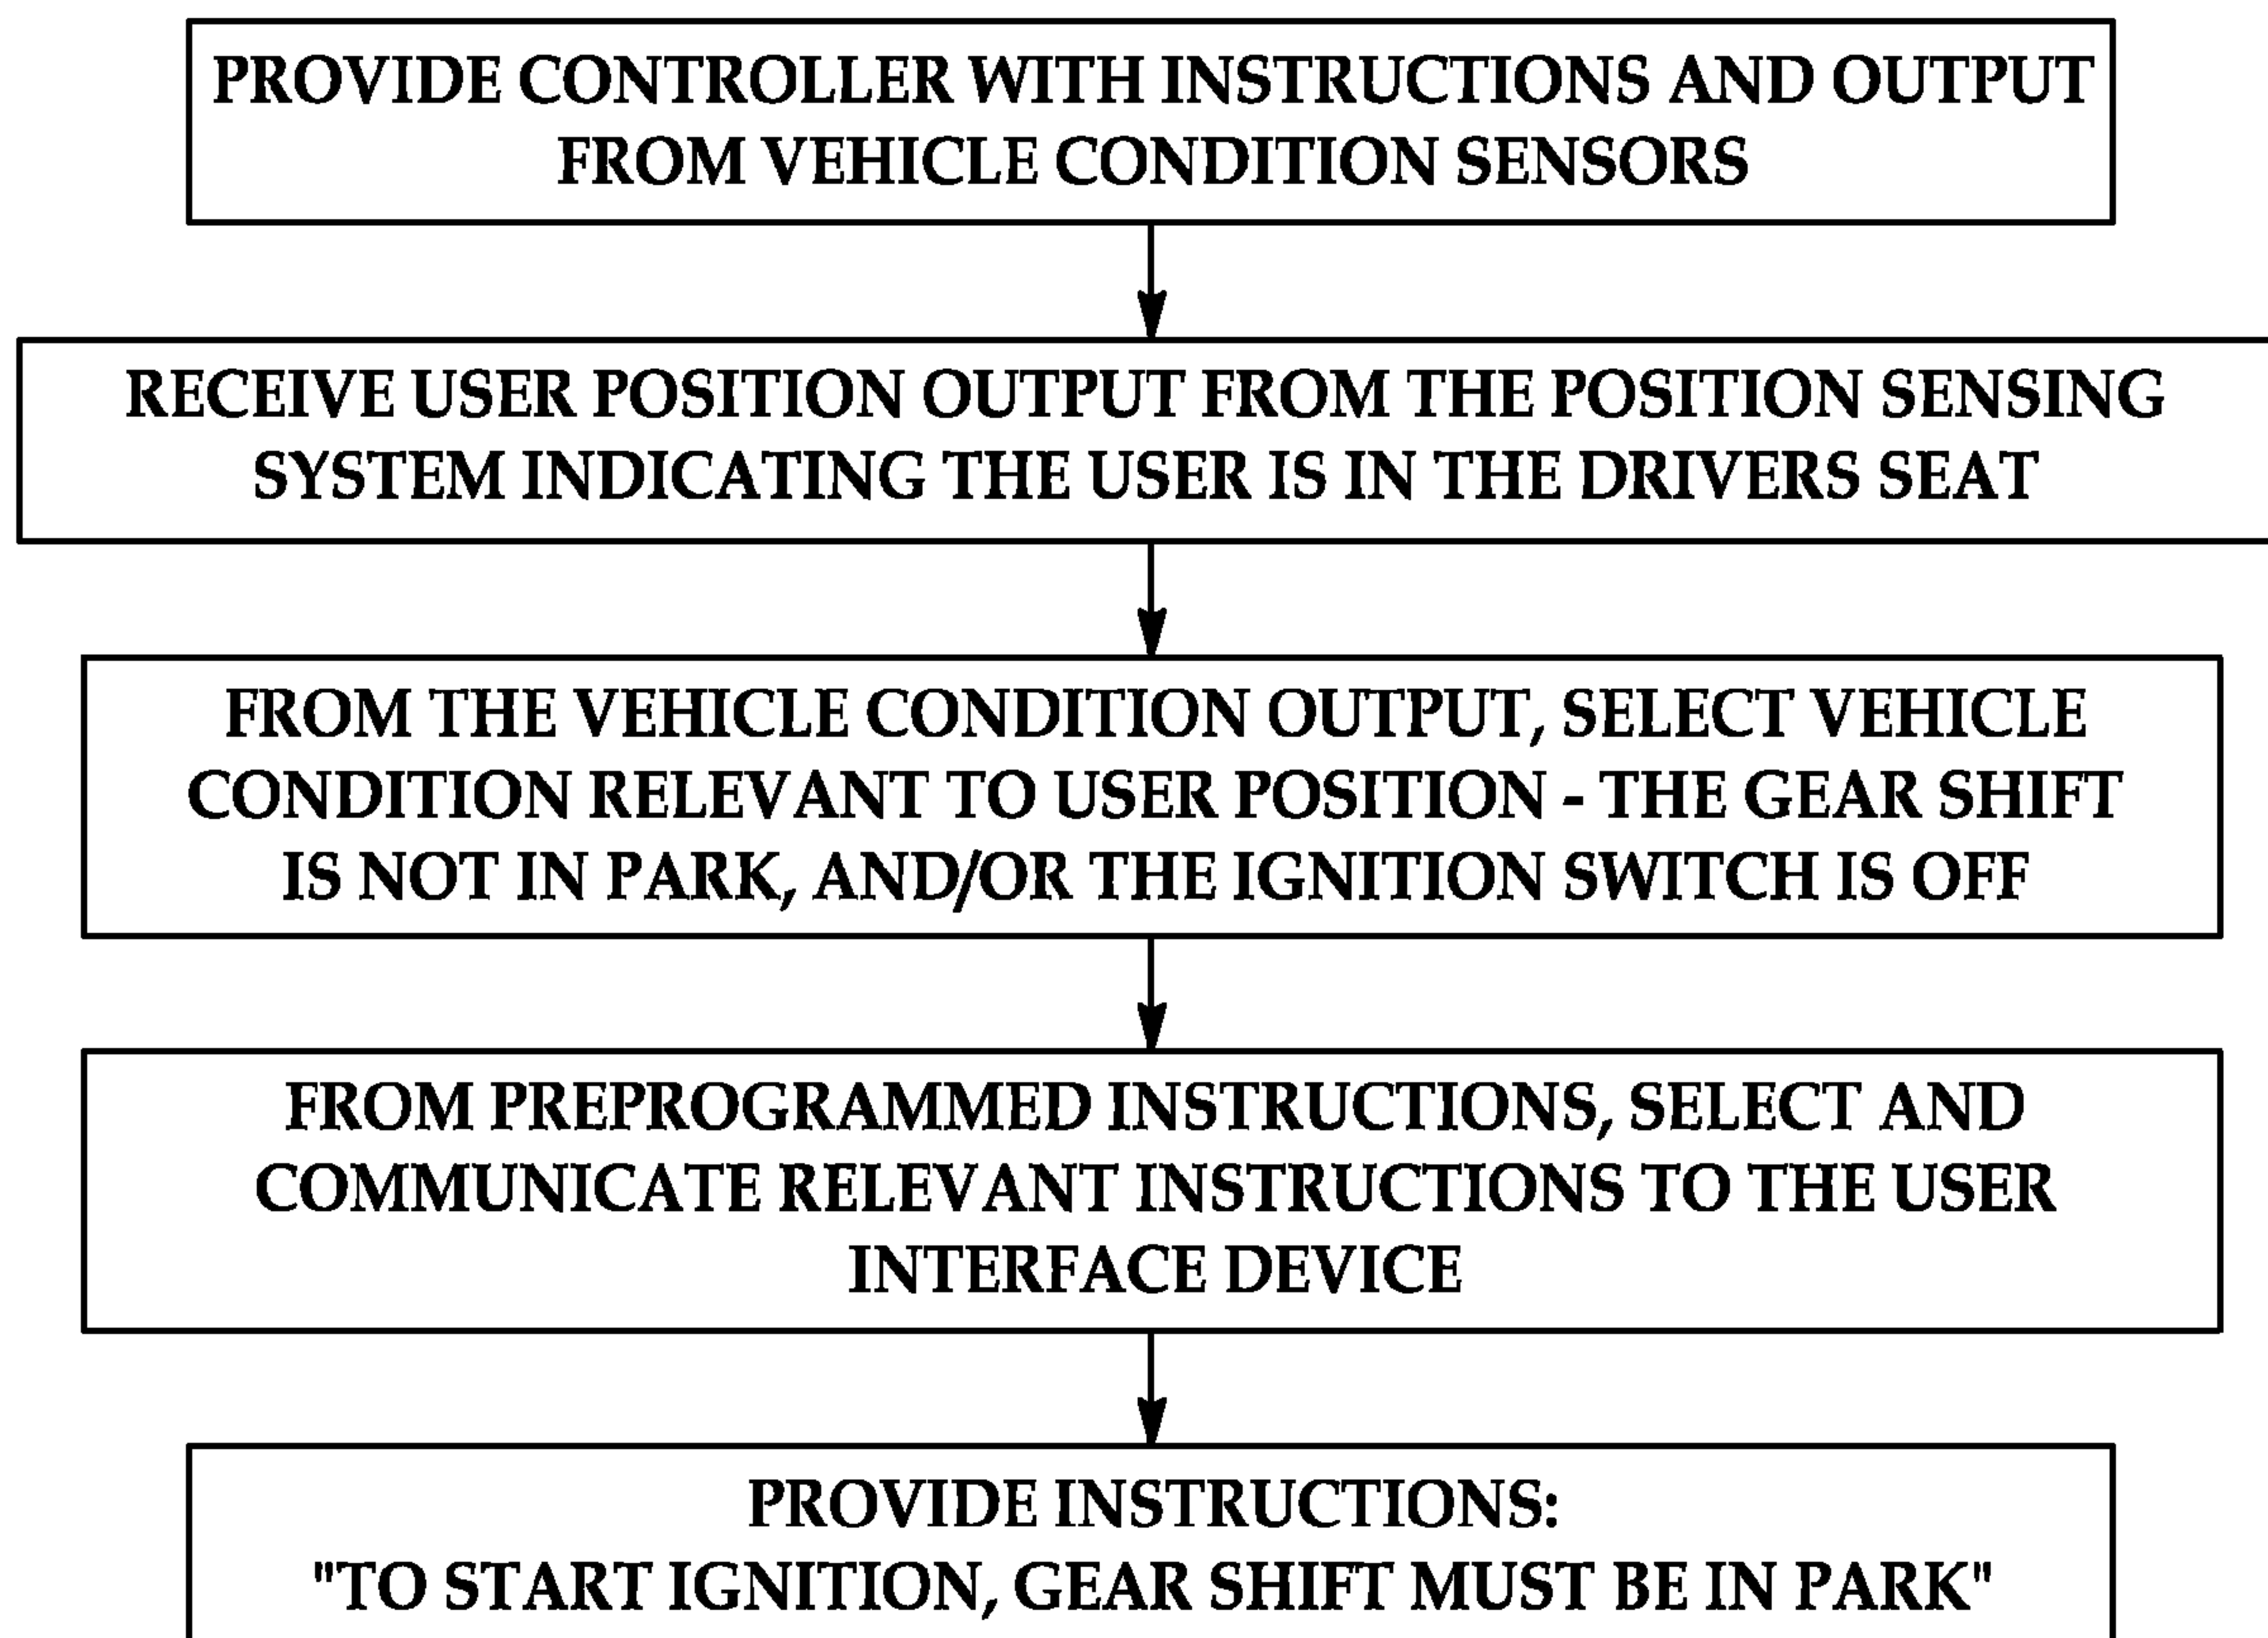 PROVIDE CONTROLLER WITH INSTRUCTIONS AND OUTPUT
FROM VEHICLE CONDITION SENSORS
RECEIVE USER POSITION OUTPUT FROM THE POSITION SENSING
SYSTEM INDICATING THE USER IS IN THE DRIVERS SEAT
FROM THE VEHICLE CONDITION OUTPUT, SELECT VEHICLE
CONDITION RELEVANT TO USER POSITION - THE GEAR SHIFT
IS NOT IN PARK, AND/OR THE IGNITION SWITCH IS OFF
FROM PREPROGRAMMED INSTRUCTIONS, SELECT AND
COMMUNICATE RELEVANT INSTRUCTIONS TO THE USER
INTERFACE DEVICE
PROVIDE INSTRUCTIONS:
"TO START IGNITION, GEAR SHIFT MUST BE IN PARK"